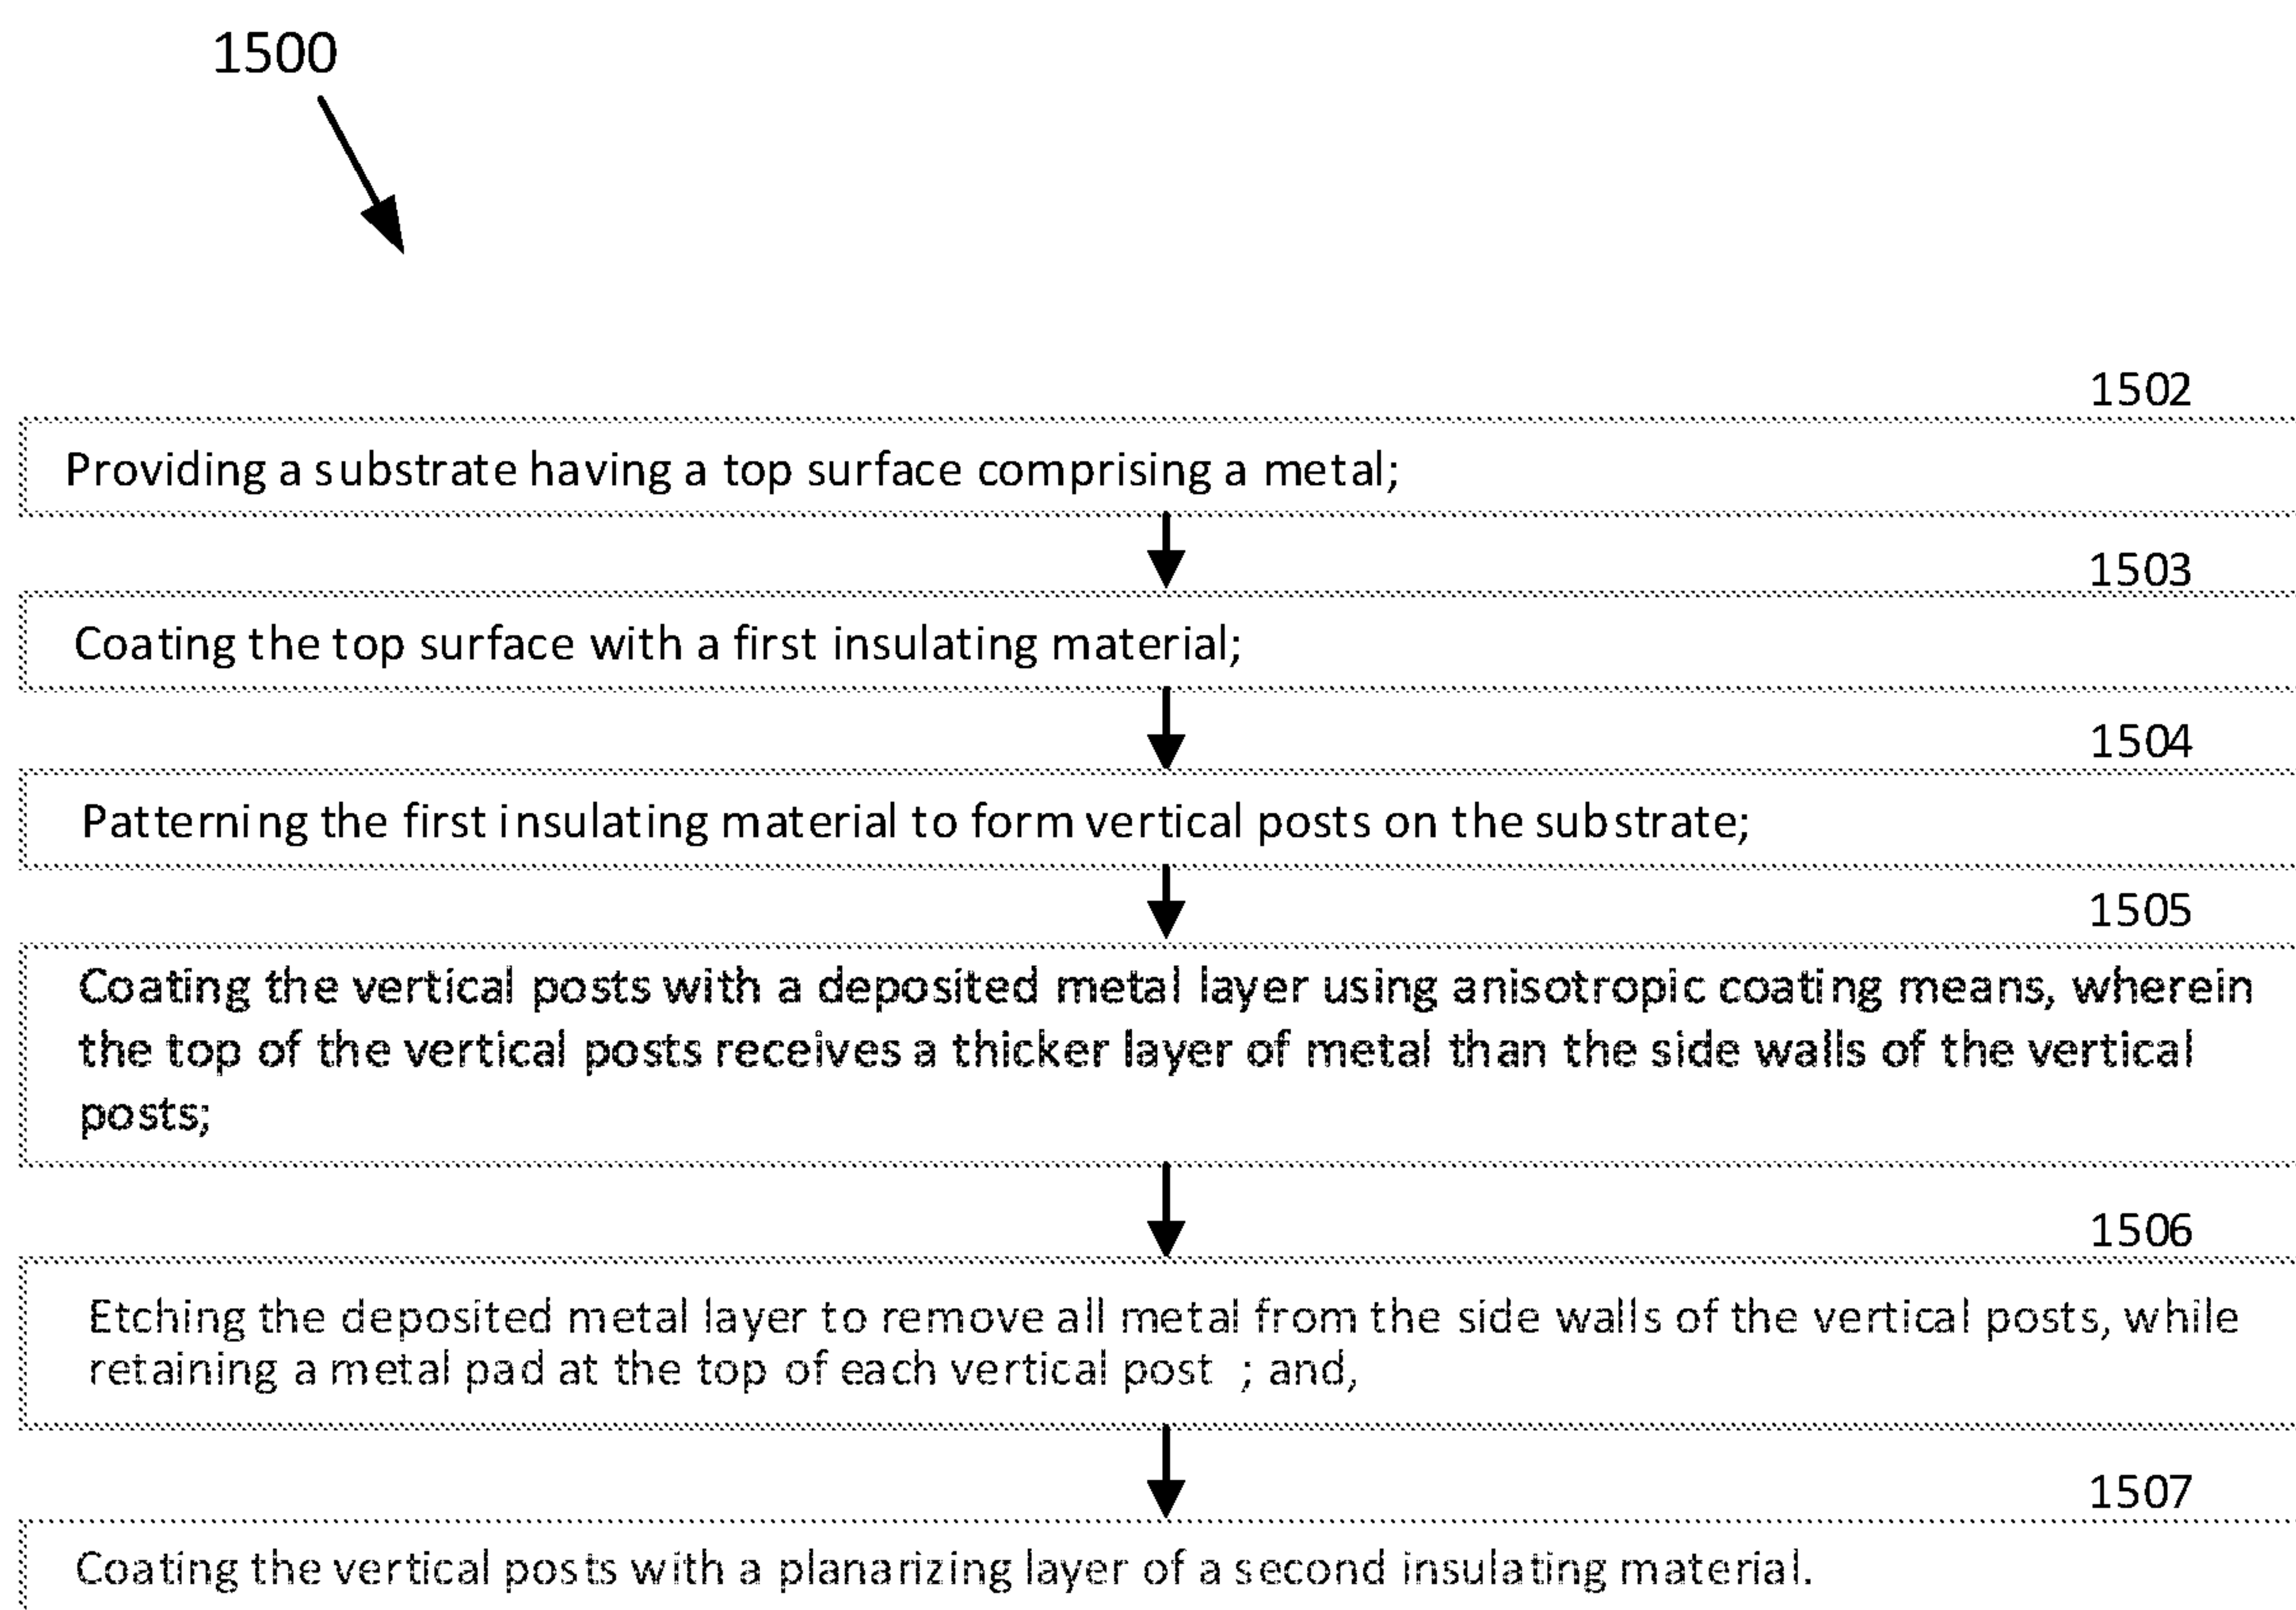 1500
1502
Providing a substrate having a top surface comprising a metal;
1503
Coating the top surface with a first insulating material;
1504
Patterning the first insulating material to form vertical posts on the substrate;
1505
Coating the vertical posts with a deposited metal layer using anisotropic coating means, wherein
the top of the vertical posts receives a thicker layer of metal than the side walls of the vertical
posts;
1506
Etching the deposited metal layer to remove all metal from the side walls of the vertical posts, while
retaining a metal pad at the top of each vertical post ; and,
1507
Coating the vertical posts with a planarizing layer of a second insulating material.